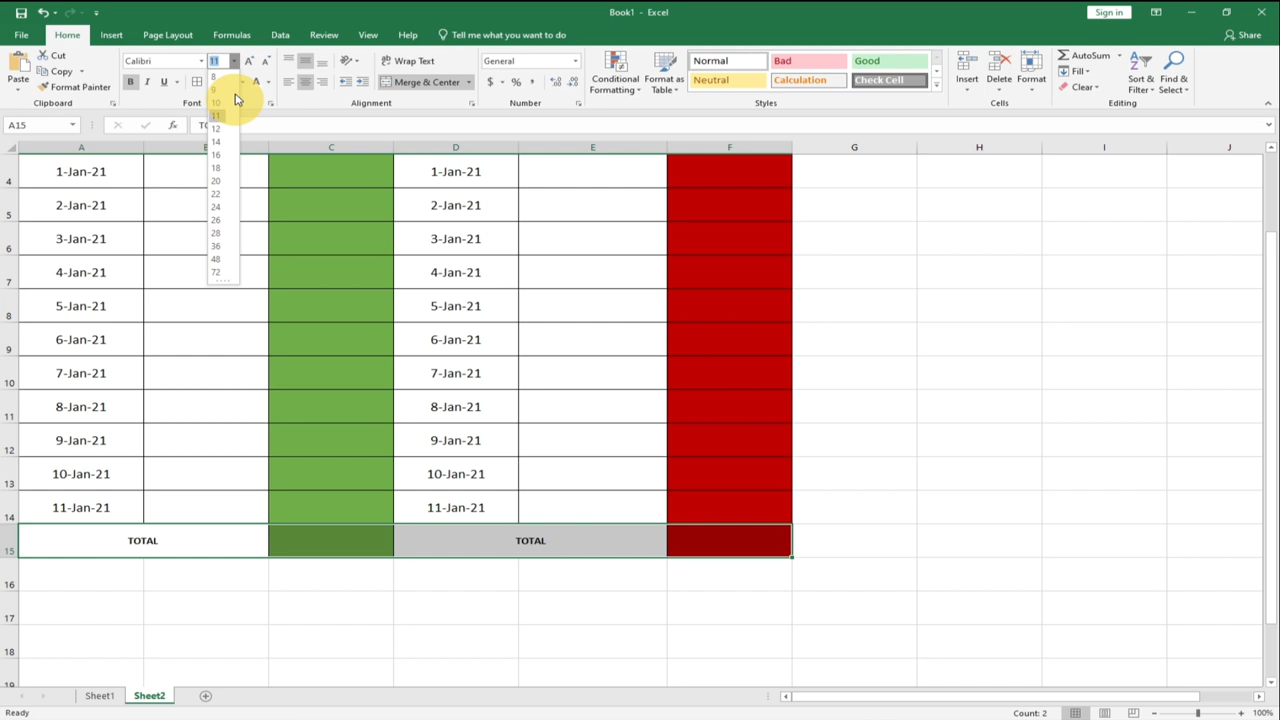 Book1 - Excel
Sign in
File Home Insert Page Layout Formulas Data Review View Help Tell me what you want to do Share
Paste
Cut
Copy
Format Painter
Clipboard
Calibri 11
B I U
Font
Wrap Text
Merge & Center
Alignment
General
$ % ,
Number
Conditional Formatting
Format as Table
Normal Bad Good
Neutral Calculation Check Cell
Styles
Insert Delete Format
Cells
AutoSum
Fill
Clear
Sort & Filter
Find & Select
Editing
8
9
10
11
12
14
16
18
20
22
24
26
28
36
48
72
A15 fx
A C D E F G H I J
4 1-Jan-21 1-Jan-21
5 2-Jan-21 2-Jan-21
6 3-Jan-21 3-Jan-21
7 4-Jan-21 4-Jan-21
8 5-Jan-21 5-Jan-21
9 6-Jan-21 6-Jan-21
10 7-Jan-21 7-Jan-21
11 8-Jan-21 8-Jan-21
12 9-Jan-21 9-Jan-21
13 10-Jan-21 10-Jan-21
14 11-Jan-21 11-Jan-21
15 TOTAL TOTAL
16
17
18
19
Sheet1 Sheet2
Ready Count: 2 100%